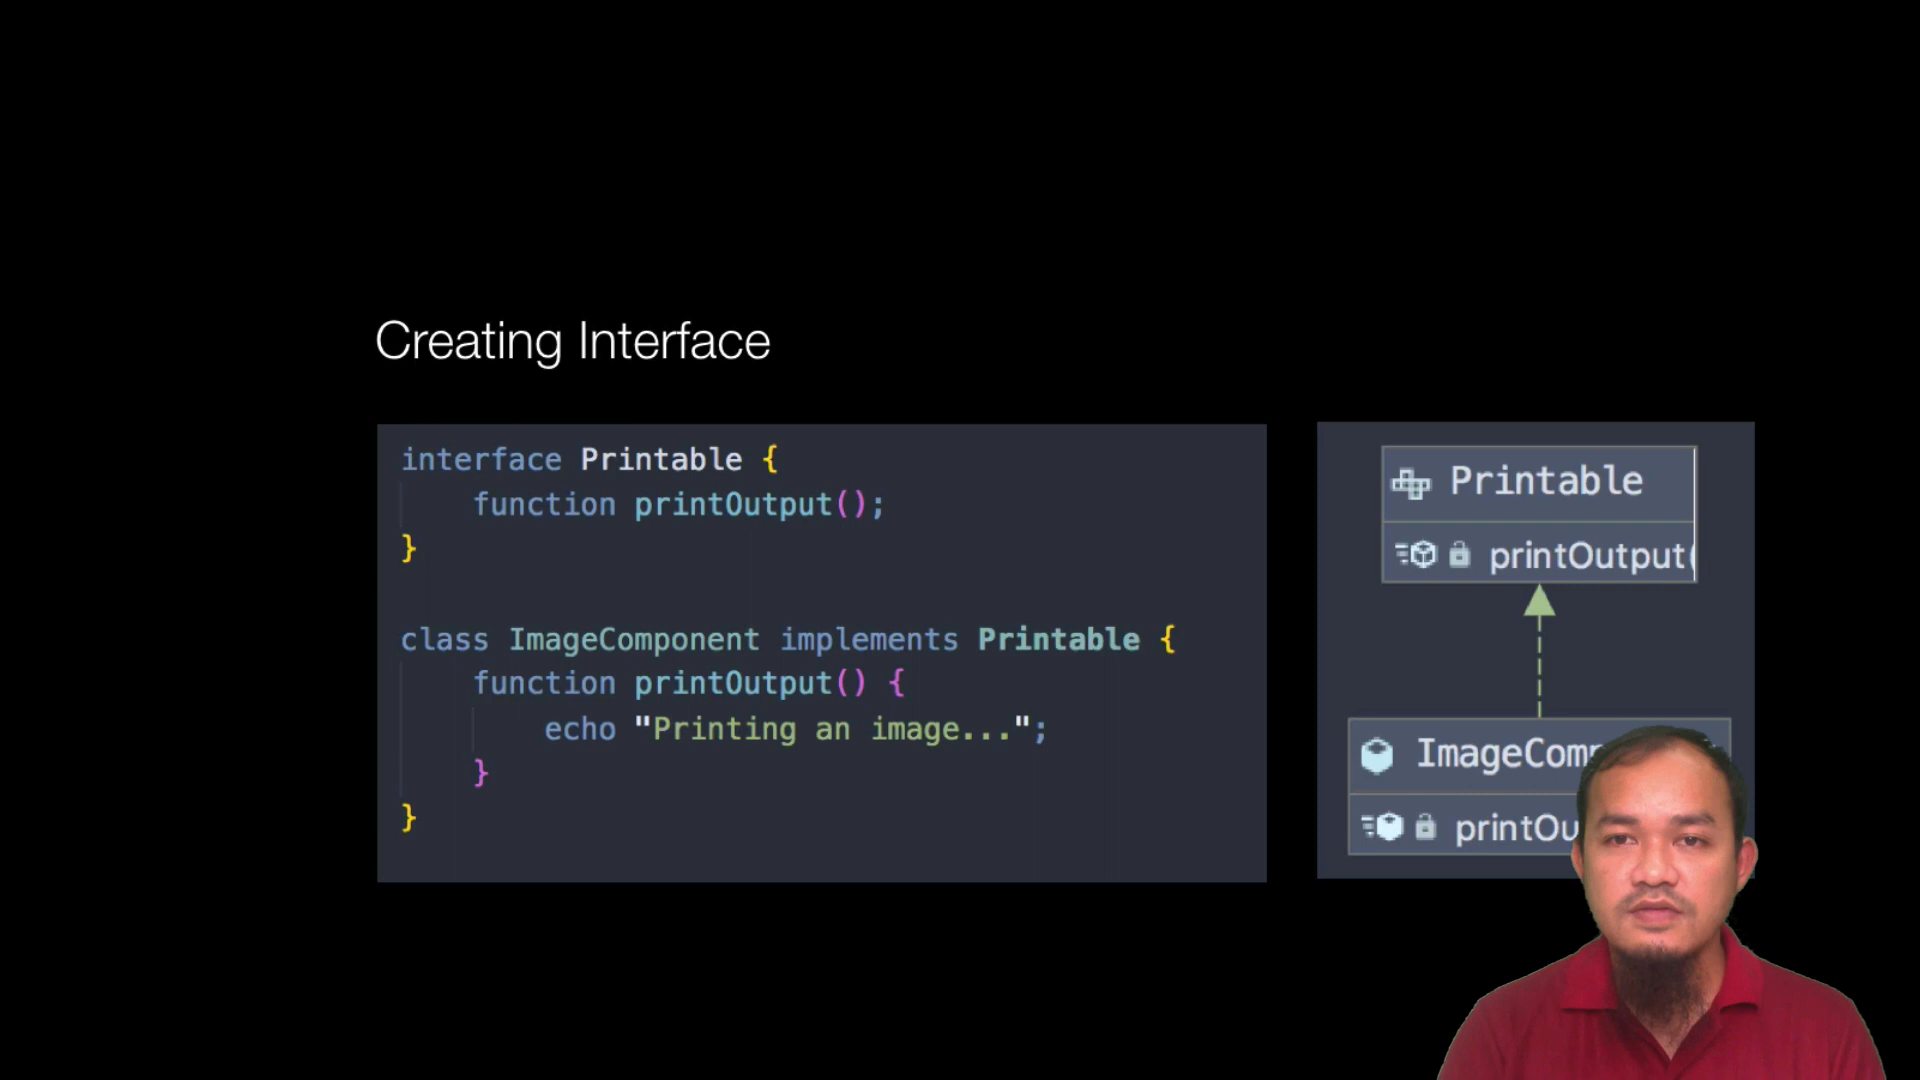 Creating Interface
interface Printable {
function printOutput();
}
class ImageComponent implements Printable {
function printOutput() {
echo "Printing an image...";
}
}
Printable
printOutput(
ImageCom
printOu